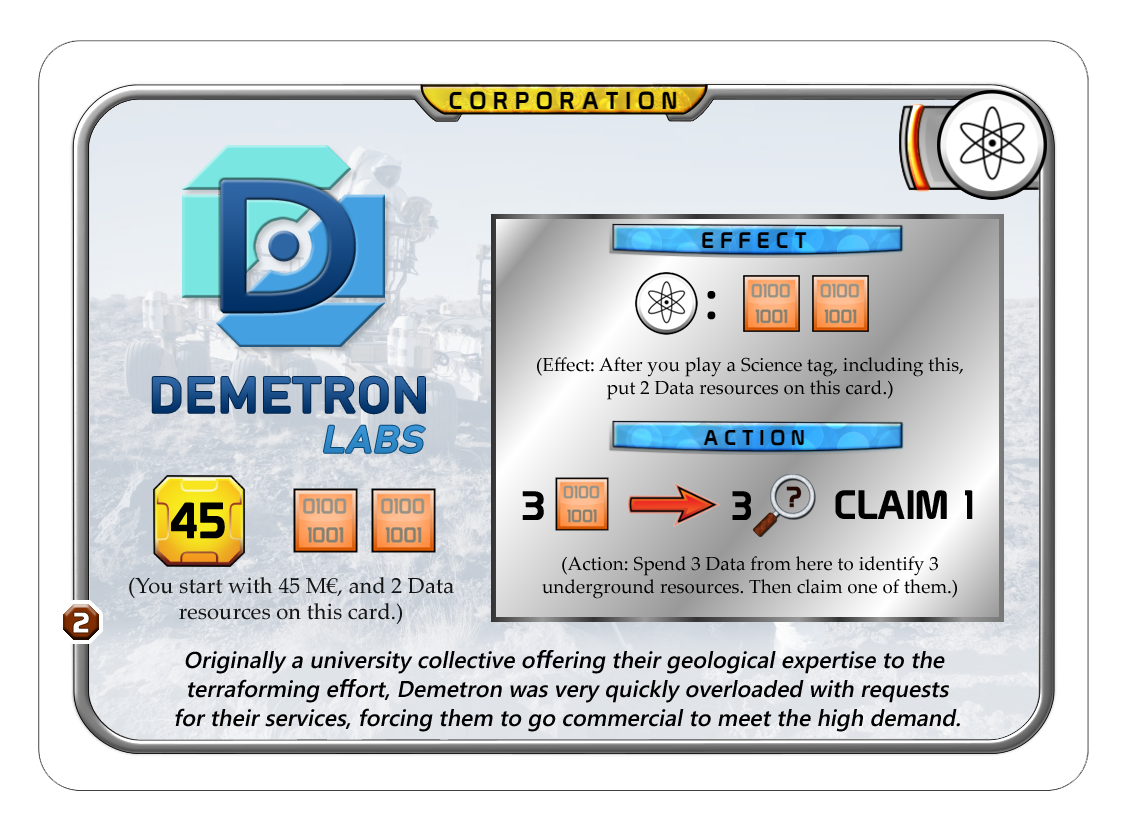 CORPORATION
DEMETRON
LABS
45
0100
1001
0100
1001
(You start with 45 M€, and 2 Data
resources on this card.)
2
EFFECT
:
0100
1001
0100
1001
(Effect: After you play a Science tag, including this,
put 2 Data resources on this card.)
ACTION
3
0100
1001
3 ? CLAIM 1
(Action: Spend 3 Data from here to identify 3
underground resources. Then claim one of them.)
Originally a university collective offering their geological expertise to the
terraforming effort, Demetron was very quickly overloaded with requests
for their services, forcing them to go commercial to meet the high demand.